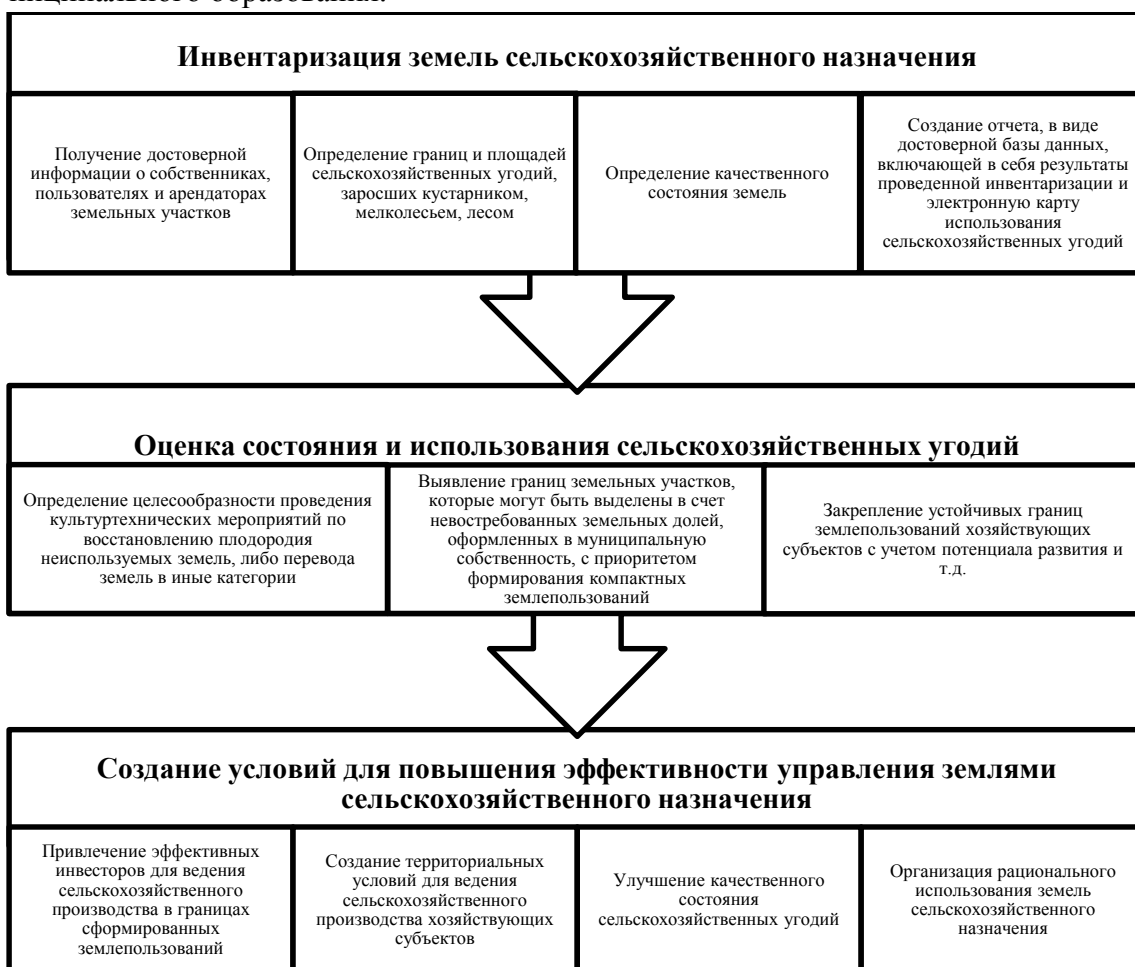 Инвентаризация земель сельскохозяйственного назначения
Получение достоверной
информации о собственниках,
пользователях и арендаторах
земельных участков
Определение границ и площадей
сельскохозяйственных угодий,
заросших кустарником,
мелколесьем, лесом
Определение качественного
состояния земель
Создание отчета, в виде
достоверной базы данных,
включающей в себя результаты
проведенной инвентаризации и
электронную карту
использования
сельскохозяйственных угодий
Оценка состояния и использования сельскохозяйственных угодий
Определение целесообразности проведения
культуртехнических мероприятий по
восстановлению плодородия
неиспользуемых земель, либо перевода
земель в иные категории
Выявление границ земельных участков,
которые могут быть выделены в счет
невостребованных земельных долей,
оформленных в муниципальную
собственность, с приоритетом
формирования компактных
землепользований
Закрепление устойчивых границ
землепользований хозяйствующих
субъектов с учетом потенциала развития и
т.д.
Создание условий для повышения эффективности управления землями
сельскохозяйственного назначения
Привлечение эффективных
инвесторов для ведения
сельскохозяйственного
производства в границах
сформированных
землепользований
Создание территориальных
условий для ведения
сельскохозяйственного
производства хозяйствующих
субъектов
Улучшение качественного
состояния
сельскохозяйственных угодий
Организация рационального
использования земель
сельскохозяйственного
назначения